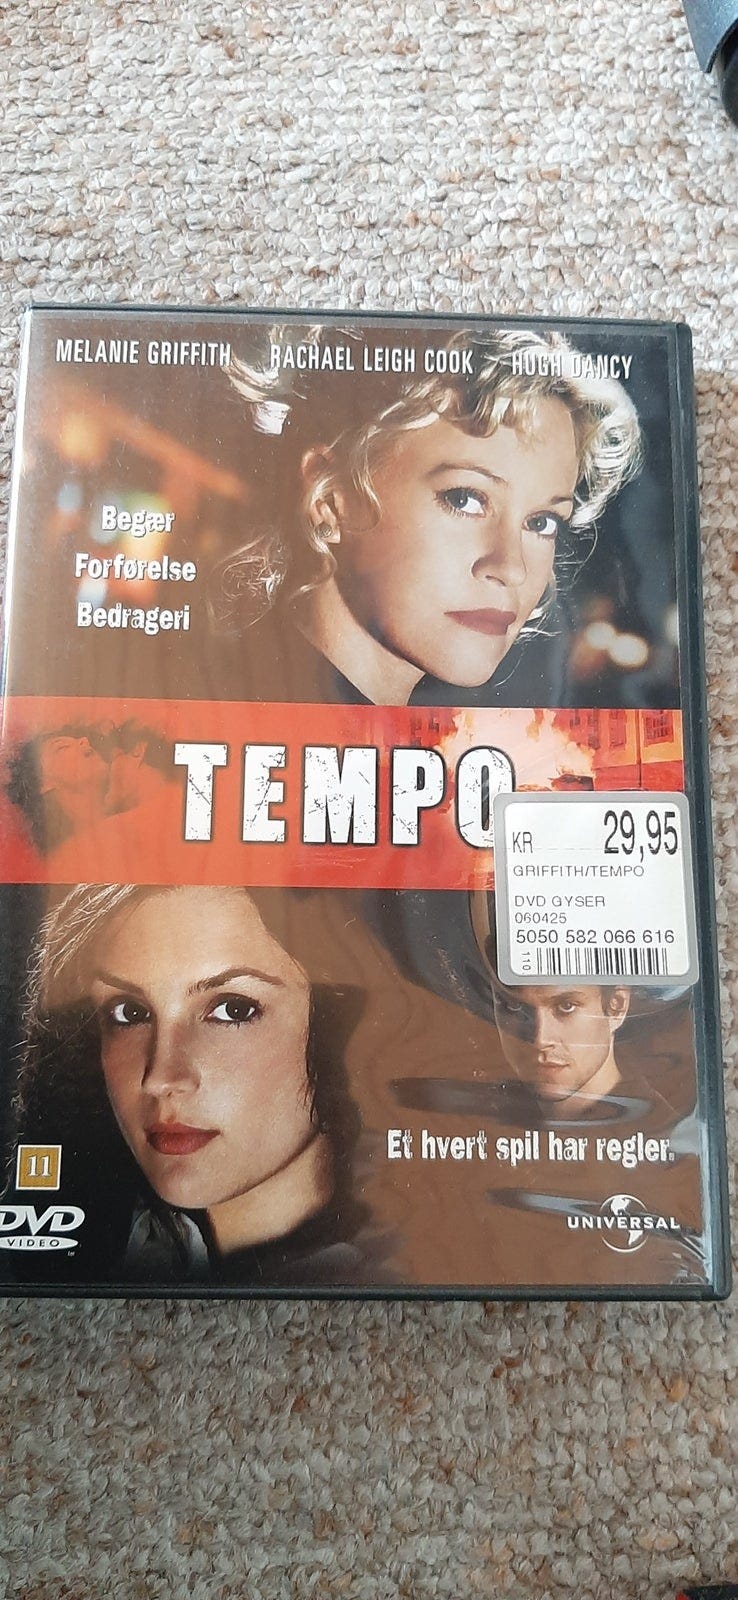 MELANIE GRIFFITH RACHAEL LEIGH COOK HUGH DANCY
Begær
Forførelse
Bedrageri
TEMPO
KR 29,95
GRIFFITH/TEMPO
DVD GYSER
060425
5050 582 066 616
110
Et hvert spil har regler.
11
DVD
VIDEO
UNIVERSAL